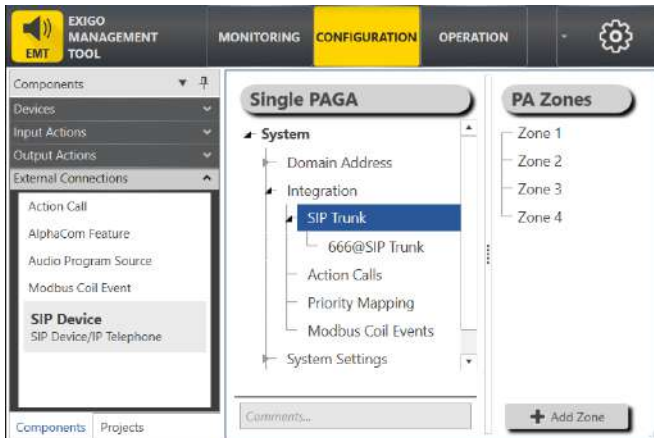 EXIGO
MANAGEMENT
TOOL
EMT
MONITORING
CONFIGURATION
OPERATION
Components
Devices
Input Actions
Output Actions
External Connections
Action Call
AlphaCom Feature
Audio Program Source
Modbus Coil Event
SIP Device
SIP Device/IP Telephone
Components
Projects
Single PAGA
System
Domain Address
Integration
SIP Trunk
666@SIP Trunk
Action Calls
Priority Mapping
Modbus Coil Events
System Settings
Comments...
PA Zones
Zone 1
Zone 2
Zone 3
Zone 4
Add Zone